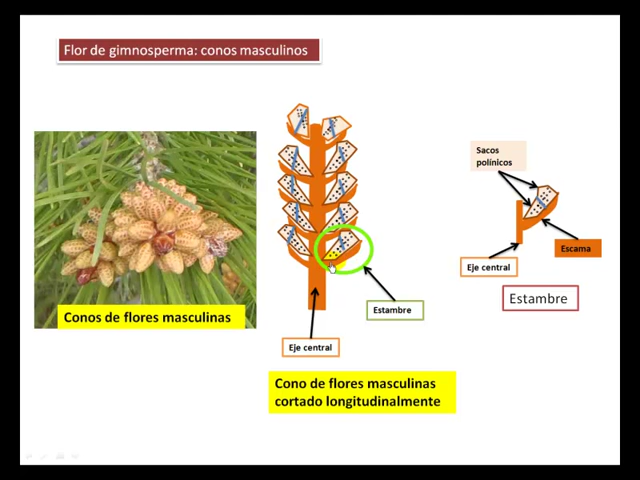 Flor de gimnosperma: conos masculinos
Conos de flores masculinas
Eje central
Estambre
Cono de flores masculinas
cortado longitudinalmente
Sacos
polínicos
Eje central
Escama
Estambre